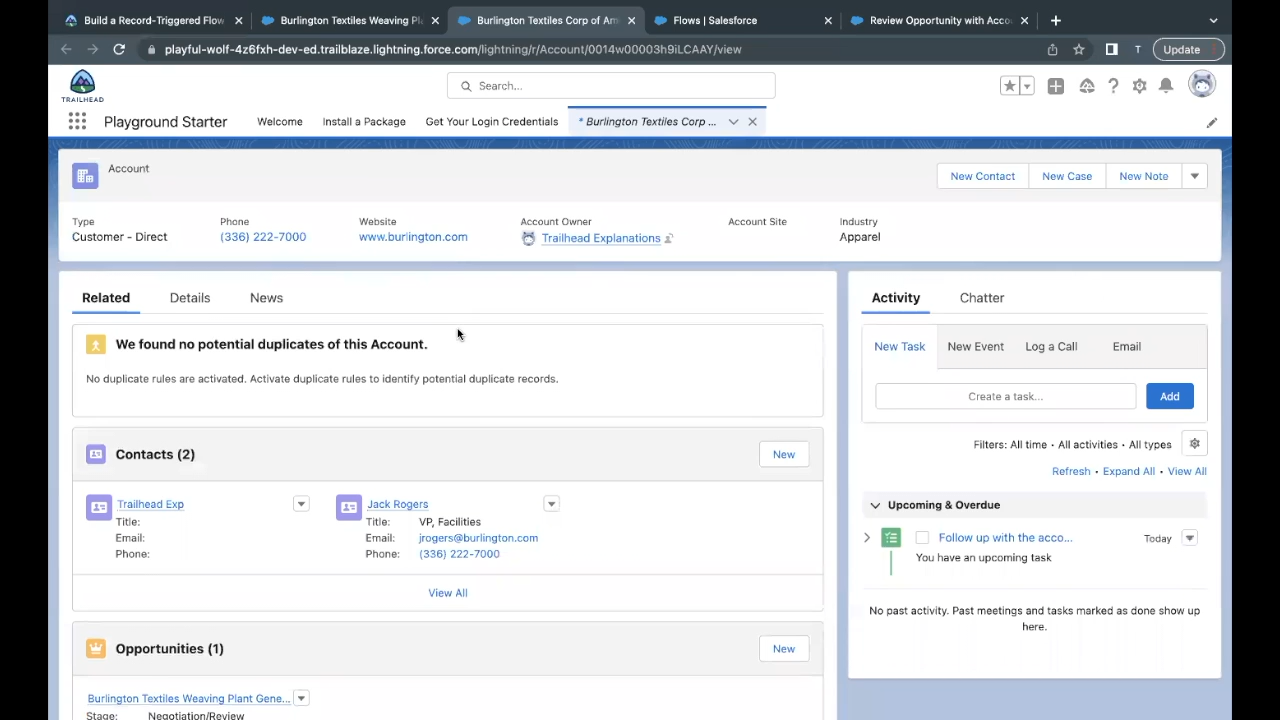 Build a Record-Triggered Flow
Burlington Textiles Weaving Pl
Burlington Textiles Corp of Am
Flows | Salesforce
Review Opportunity with Acco
Update
playful-wolf-4z6fxh-dev-ed.trailblaze.lightning.force.com/lightning/r/Account/0014w00003h9iLCAAY/view
T
TRAILHEAD
Search...
Playground Starter
Welcome
Install a Package
Get Your Login Credentials
* Burlington Textiles Corp ...
Account
New Contact
New Case
New Note
Type
Phone
Website
Account Owner
Account Site
Industry
Customer - Direct
(336) 222-7000
www.burlington.com
Trailhead Explanations
Apparel
Related
Details
News
We found no potential duplicates of this Account.
No duplicate rules are activated. Activate duplicate rules to identify potential duplicate records.
Contacts (2)
New
Trailhead Exp
Title:
Email:
Phone:
Jack Rogers
Title: VP, Facilities
Email: jrogers@burlington.com
Phone: (336) 222-7000
View All
Opportunities (1)
New
Burlington Textiles Weaving Plant Gene...
Stage: Negotiation/Review
Activity
Chatter
New Task
New Event
Log a Call
Email
Create a task...
Add
Filters: All time • All activities • All types
Refresh • Expand All • View All
Upcoming & Overdue
Follow up with the acco...
Today
You have an upcoming task
No past activity. Past meetings and tasks marked as done show up
here.